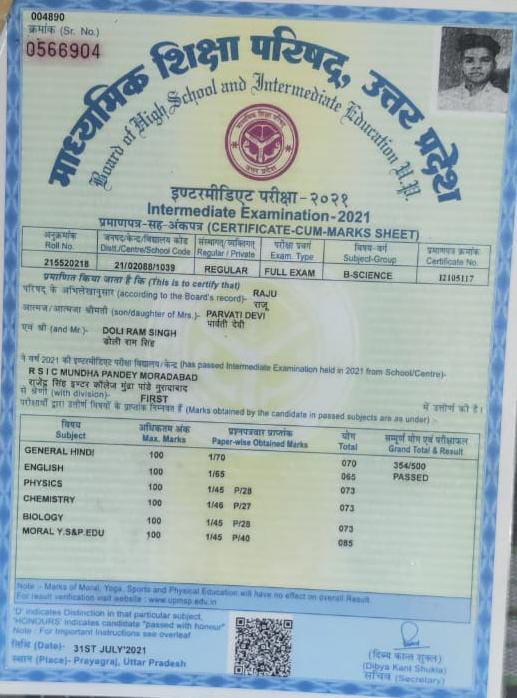 004890
क्रमांक (Sr. No.)
0566904
माध्यमिक शिक्षा परिषद्, उत्तर प्रदेश
Board of High School and Intermediate Education U.P.
इण्टरमीडिएट परीक्षा-२०२१
Intermediate Examination-2021
प्रमाणपत्र-सह-अंकपत्र (CERTIFICATE-CUM-MARKS SHEET)
अनुक्रमांक जनपद/केन्द्र/विद्यालय कोड संस्थागत/व्यक्तिगत परीक्षा प्रवर्ग विषय-वर्ग प्रमाणपत्र क्रमांक
Roll No. Distt./Centre/School Code Regular / Private Exam. Type Subject-Group Certificate No.
215520218 21/02088/1039 REGULAR FULL EXAM B-SCIENCE 12105117
प्रमाणित किया जाता है कि (This is to certify that)
परिषद् के अभिलेखानुसार (according to the Board's record)- RAJU
राजू
आत्मज/आत्मजा श्रीमती (son/daughter of Mrs.)- PARVATI DEVI
पार्वती देवी
एवं श्री (and Mr.)- DOLI RAM SINGH
डोली राम सिंह
ने वर्ष 2021 की इण्टरमीडिएट परीक्षा विद्यालय/केन्द्र (has passed Intermediate Examination held in 2021 from School/Centre)-
R S I C MUNDHA PANDEY MORADABAD
राजेंद्र सिंह इन्टर कॉलेज मुंढा पांडे मुरादाबाद
से श्रेणी (with division)- FIRST में उत्तीर्ण की है।
परीक्षार्थी द्वारा उत्तीर्ण विषयों के प्राप्तांक निम्नवत हैं (Marks obtained by the candidate in passed subjects are as under) :-
विषय अधिकतम अंक प्रश्नपत्रवार प्राप्तांक योग सम्पूर्ण योग एवं परीक्षाफल
Subject Max. Marks Paper-wise Obtained Marks Total Grand Total & Result
GENERAL HINDI 100 1/70 070 354/500
ENGLISH 100 1/65 065 PASSED
PHYSICS 100 1/45 P/28 073
CHEMISTRY 100 1/46 P/27 073
BIOLOGY 100 1/45 P/28 073
MORAL Y.S&P.EDU 100 1/45 P/40 085
Note :- Marks of Moral, Yoga, Sports and Physical Education will have no effect on overall Result.
For result verification visit website : www.upmsp.edu.in
'D' indicates Distinction in that particular subject,
'HONOURS' indicates candidate "passed with honour"
Note : For Important Instructions see overleaf
तिथि (Date)- 31ST JULY'2021
स्थान (Place)- Prayagraj, Uttar Pradesh
(दिव्य कान्त शुक्ल)
(Dibya Kant Shukla)
सचिव (Secretary)